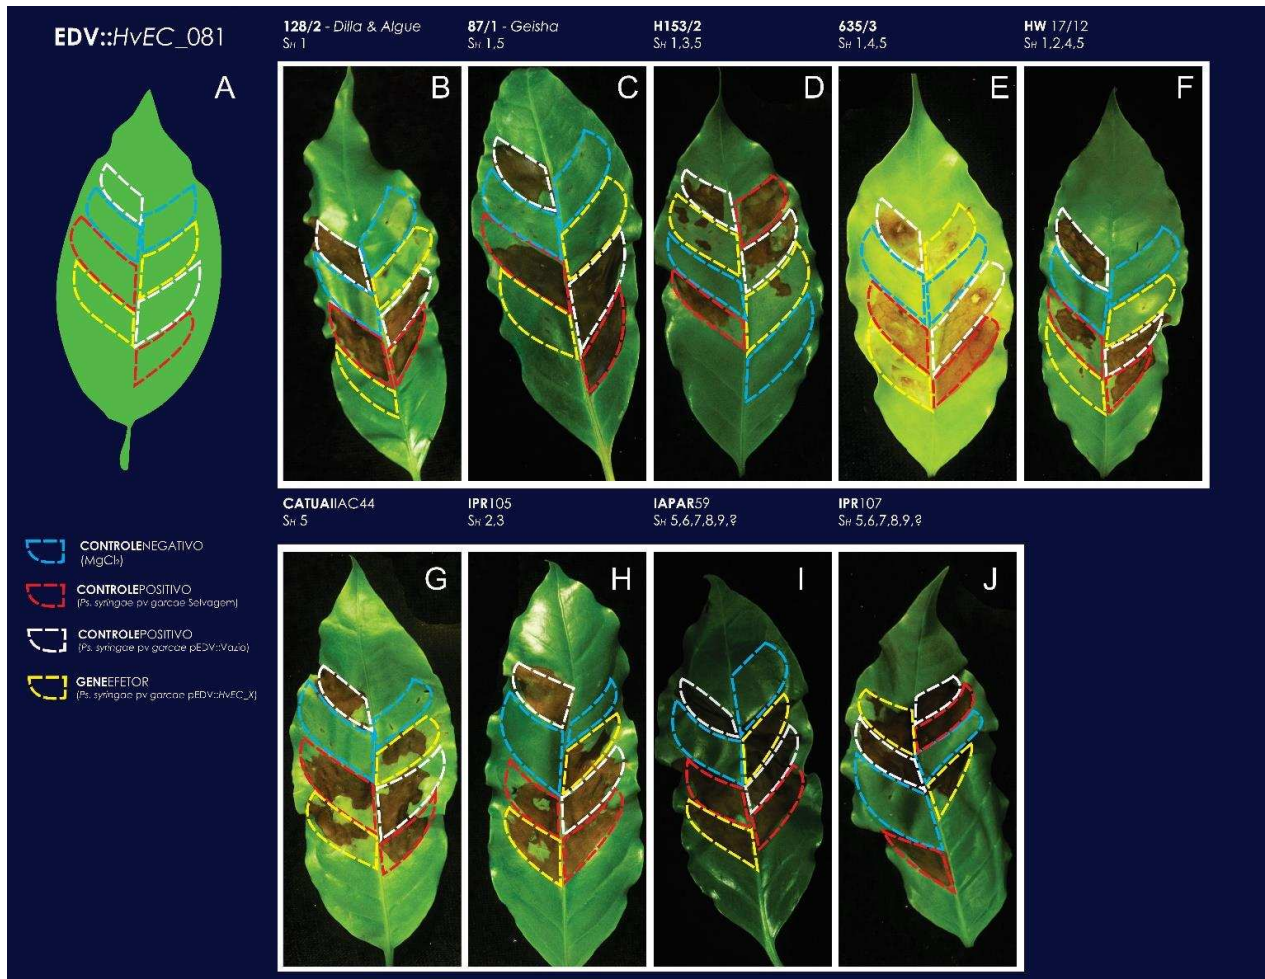 EDV::HvEC_081
A
128/2 - Dilla & Algue
SH 1
B
87/1 - Geisha
SH 1,5
C
H153/2
SH 1,3,5
D
635/3
SH 1,4,5
E
HW 17/12
SH 1,2,4,5
F
CONTROLENEGATIVO
(MgCl₂)
CONTROLEPOSITIVO
(Ps. syringae pv garcae Selvagem)
CONTROLEPOSITIVO
(Ps. syringae pv garcae pEDV::Vazio)
GENEEFETOR
(Ps. syringae pv garcae pEDV::HvEC_X)
CATUAIIAC44
SH 5
G
IPR105
SH 2,3
H
IAPAR59
SH 5,6,7,8,9,?
I
IPR107
SH 5,6,7,8,9,?
J